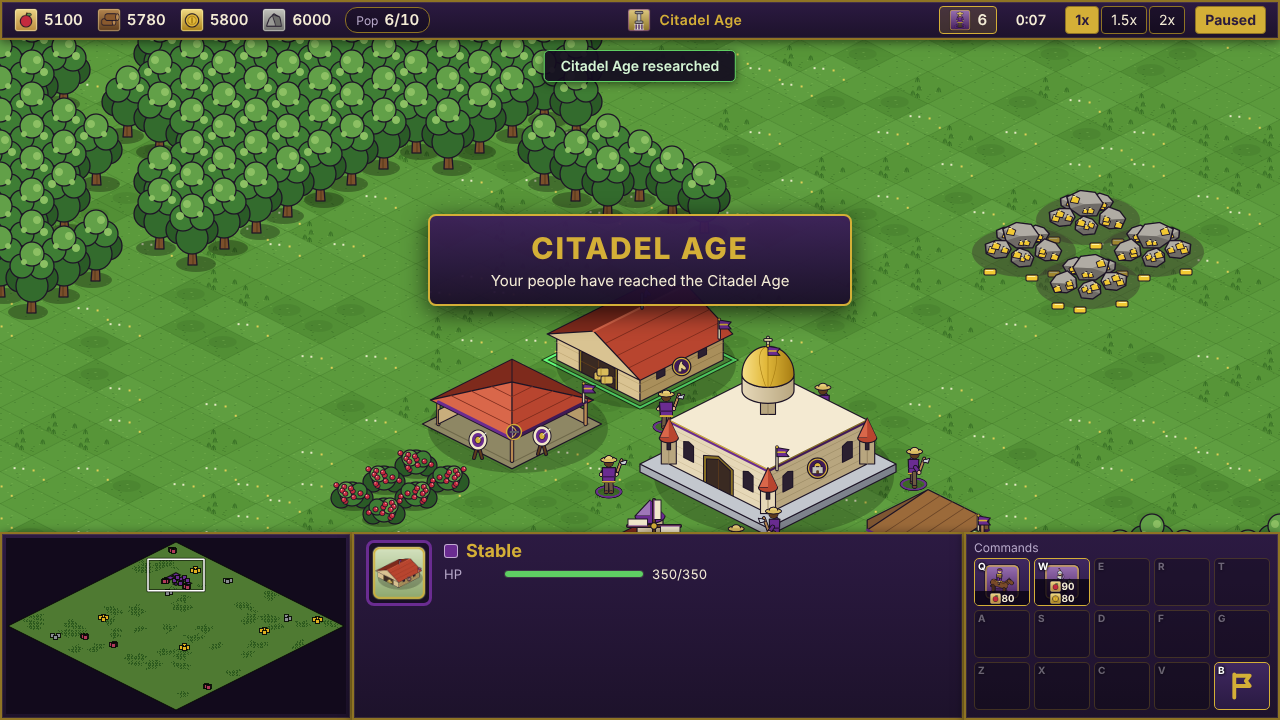 5100 5780 5800 6000 Pop 6/10 Citadel Age 6 0:07 1x 1.5x 2x Paused
Citadel Age researched
CITADEL AGE
Your people have reached the Citadel Age
Stable
HP 350/350
Commands
Q 80 W 90 80 E R T
A S D F G
Z X C V B